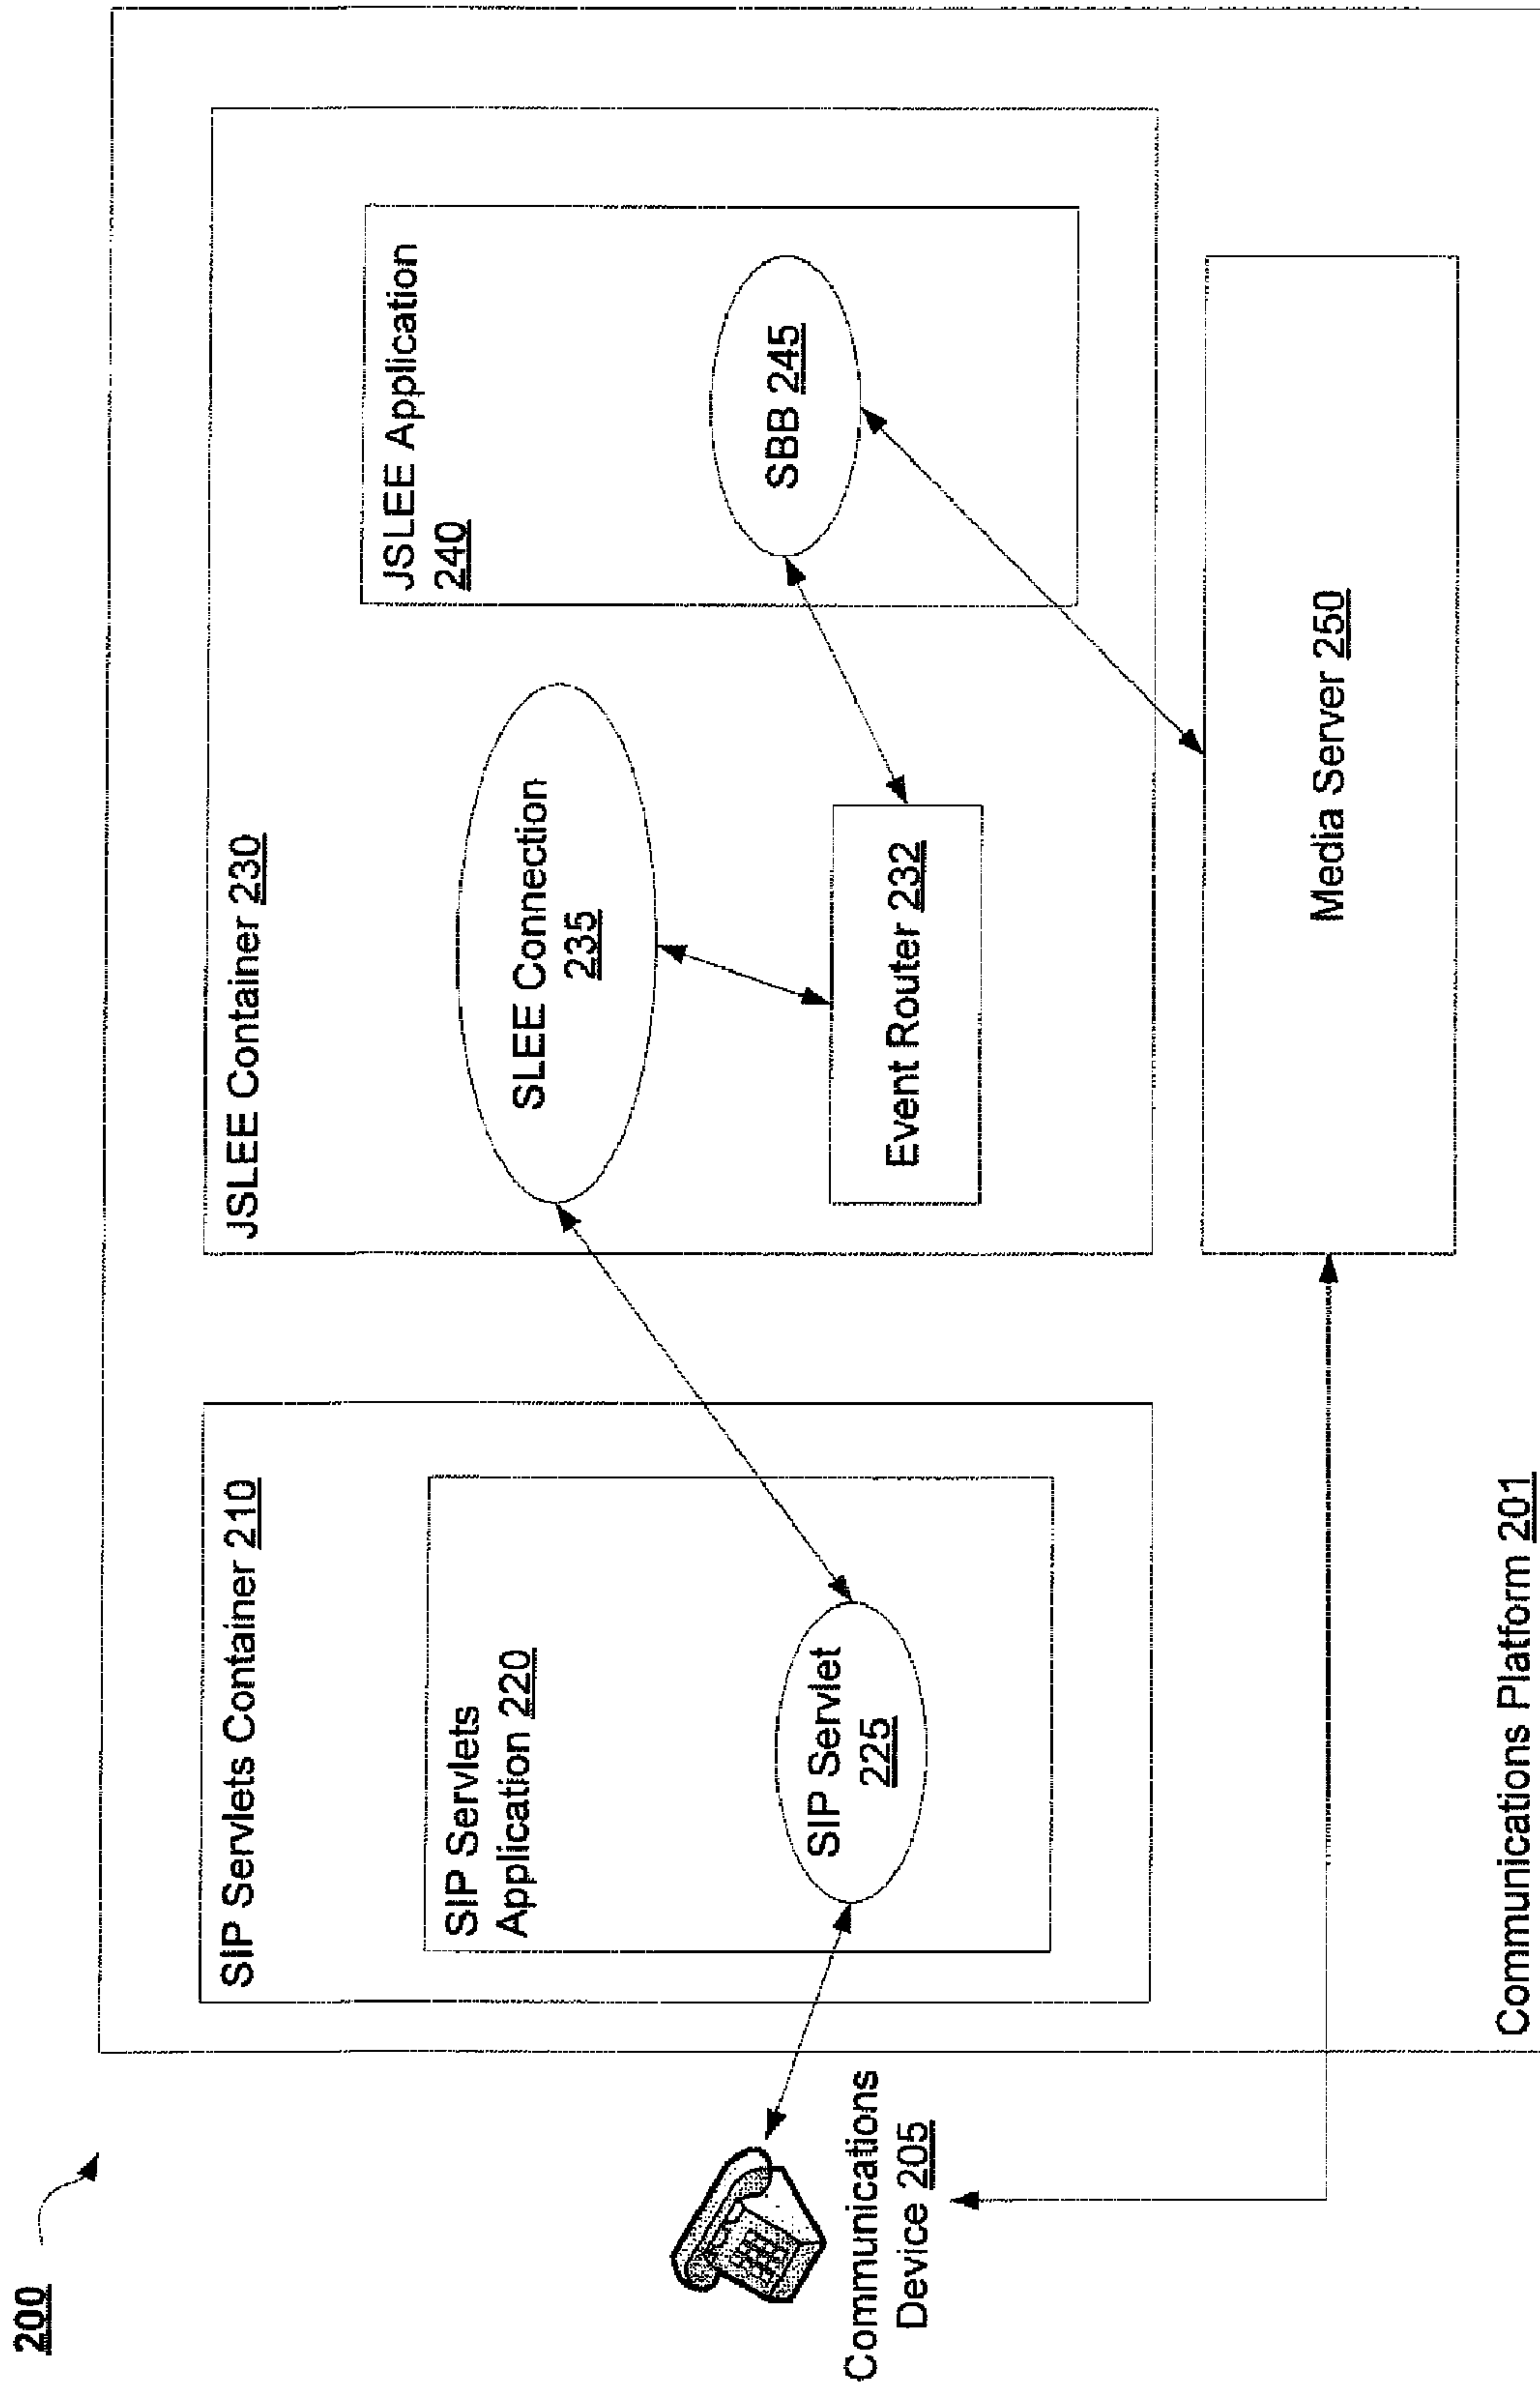 200
SIP Servlets Container 210
SIP Servlets
Application 220
SIP Servlet
225
JSLEE Container 230
SLEE Connection
235
Event Router 232
JSLEE Application
240
SBB 245
Communications
Device 205
Media Server 250
Communications Platform 201